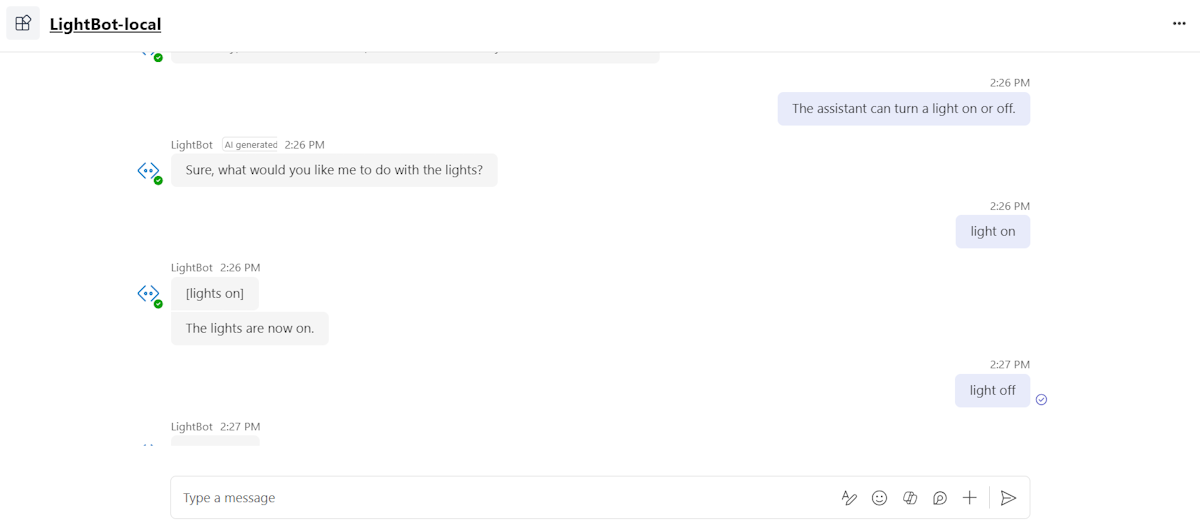 LightBot-local
2:26 PM
The assistant can turn a light on or off.
LightBot AI generated 2:26 PM
Sure, what would you like me to do with the lights?
2:26 PM
light on
LightBot 2:26 PM
[lights on]
The lights are now on.
2:27 PM
light off
LightBot 2:27 PM
Type a message